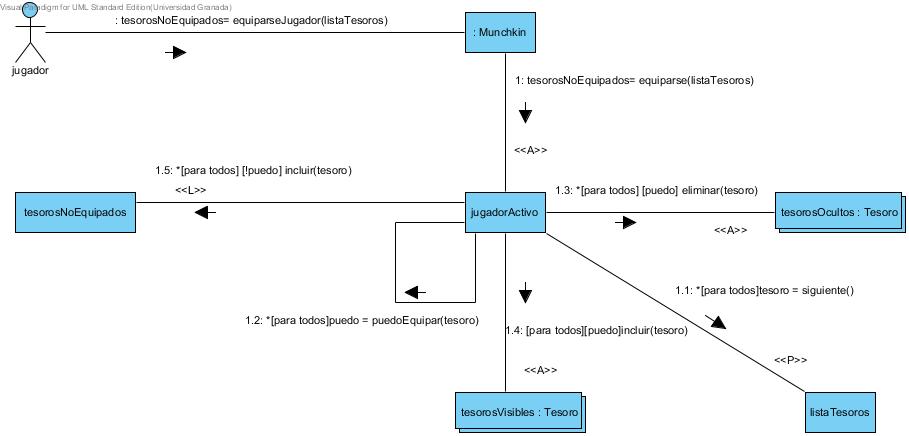 Visual Paradigm for UML Standard Edition(Universidad Granada)
: tesorosNoEquipados= equiparseJugador(listaTesoros)
: Munchkin
jugador
1: tesorosNoEquipados= equiparse(listaTesoros)
<<A>>
1.5: *[para todos] [!puedo] incluir(tesoro)
<<L>>
1.3: *[para todos] [puedo] eliminar(tesoro)
tesorosNoEquipados
jugadorActivo
tesorosOcultos : Tesoro
<<A>>
1.1: *[para todos]tesoro = siguiente()
1.2: *[para todos]puedo = puedoEquipar(tesoro)
1.4: [para todos][puedo]incluir(tesoro)
<<P>>
<<A>>
tesorosVisibles : Tesoro
listaTesoros